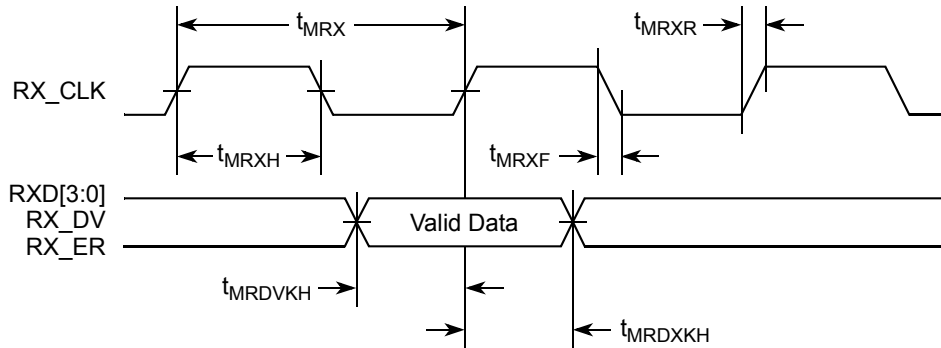 tMRX
tMRXR
RX_CLK
tMRXH
tMRXF
RXD[3:0]
RX_DV
RX_ER
Valid Data
tMRDVKH
tMRDXKH